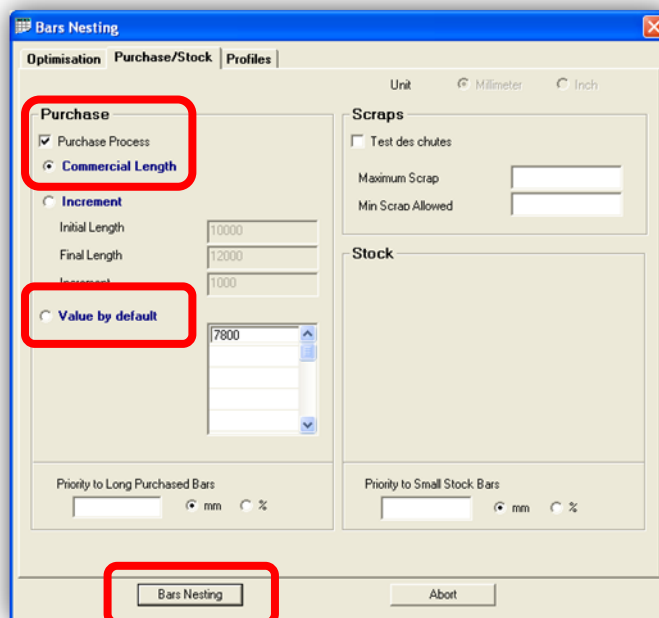 Bars Nesting
Optimisation Purchase/Stock Profiles
Unit Millimeter Inch
Purchase
Purchase Process
Commercial Length
Increment
Initial Length 10000
Final Length 12000
Increment 1000
Value by default
7800
Priority to Long Purchased Bars
mm %
Scraps
Test des chutes
Maximum Scrap
Min Scrap Allowed
Stock
Priority to Small Stock Bars
mm %
Bars Nesting Abort